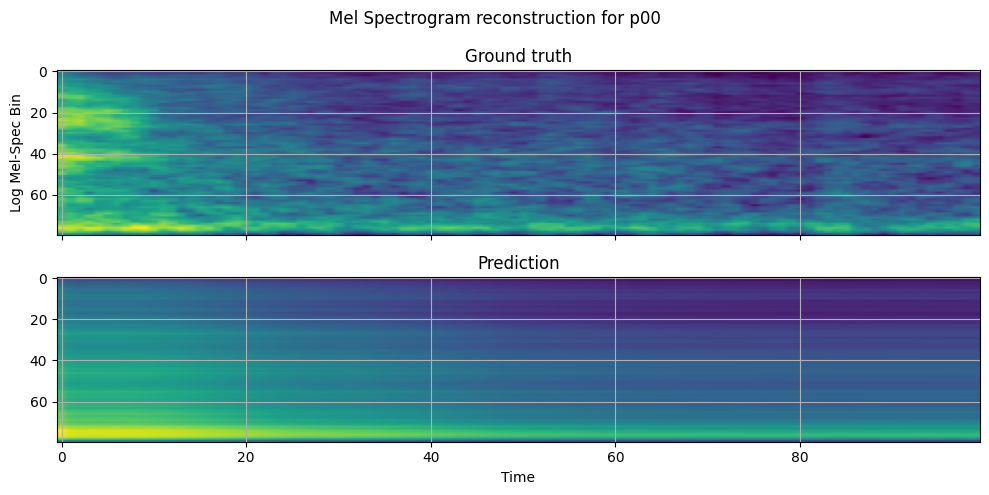 Mel Spectrogram reconstruction for p00
Ground truth
Log Mel-Spec Bin
0
20
40
60
Prediction
0
20
40
60
0 20 40 60 80
Time